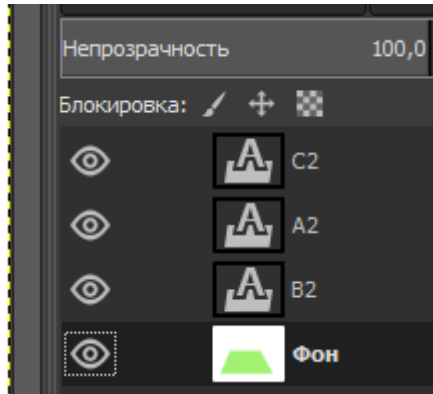 Непрозрачность 100,0
Блокировка:
C2
A2
B2
Фон